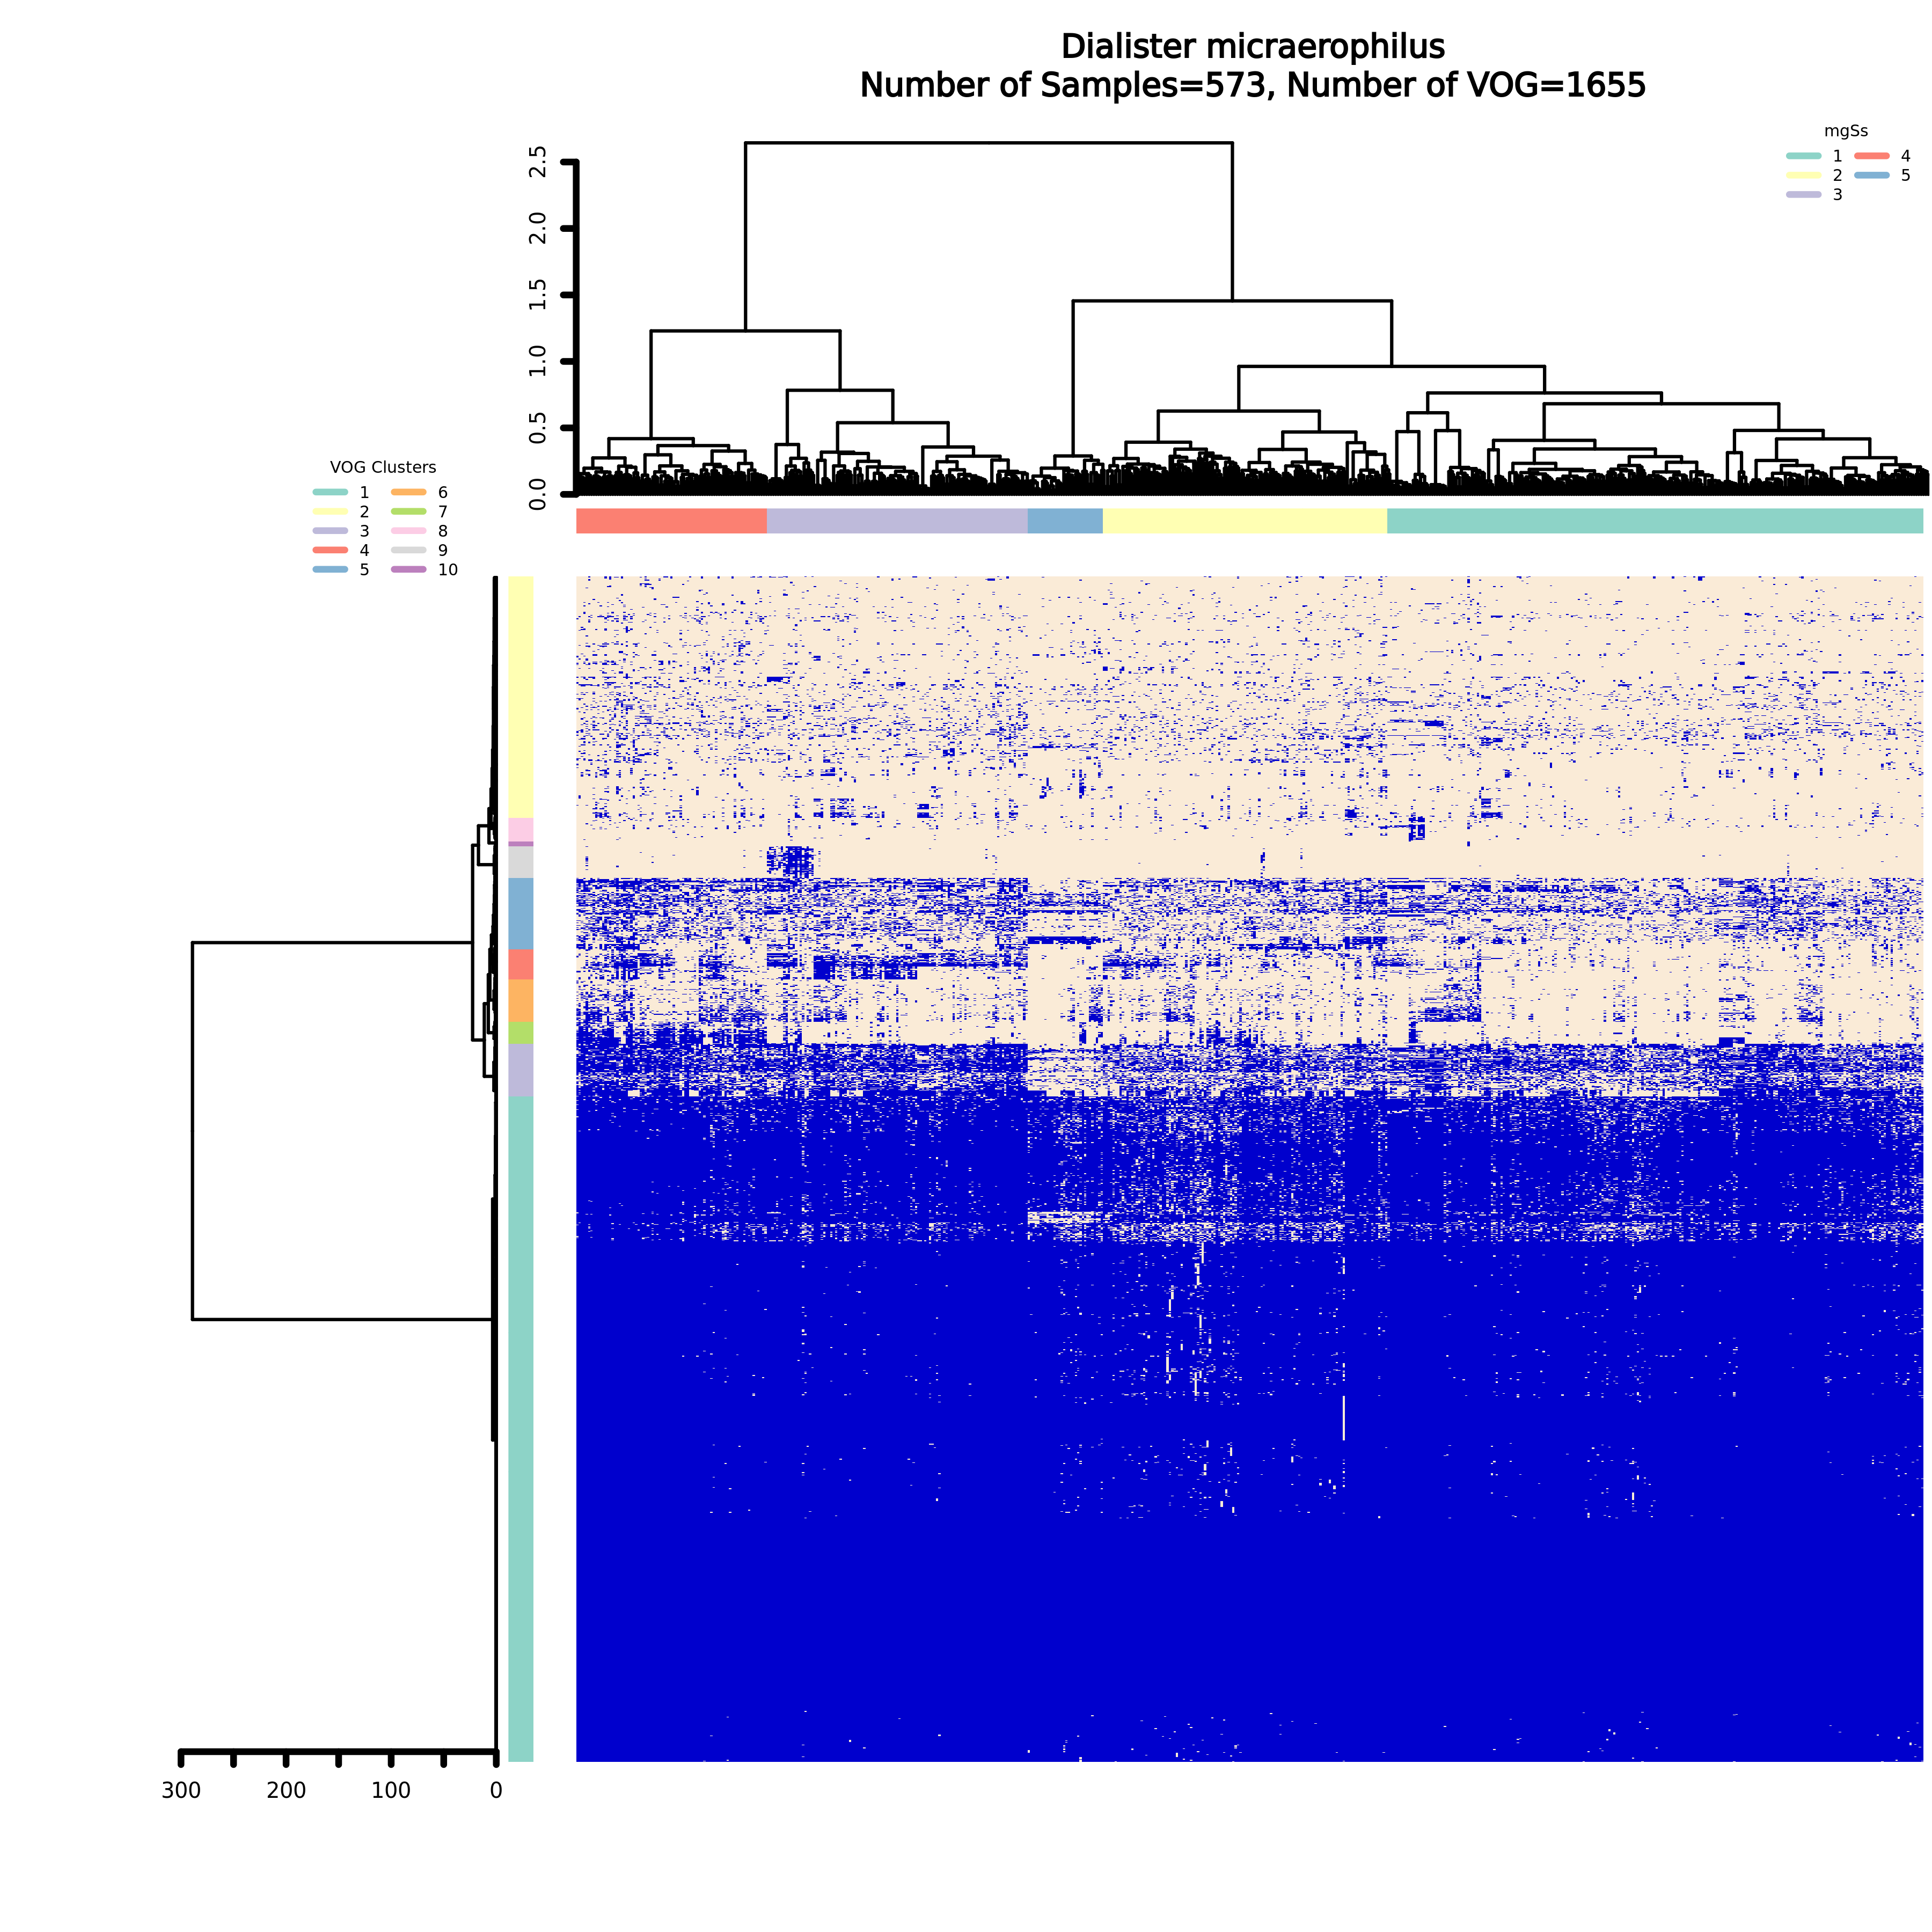 Dialister micraerophilus
Number of Samples=573, Number of VOG=1655
mgSs
1 4
2 5
3
2.5
2.0
1.5
1.0
0.5
0.0
VOG Clusters
1 6
2 7
3 8
4 9
5 10
300 200 100 0